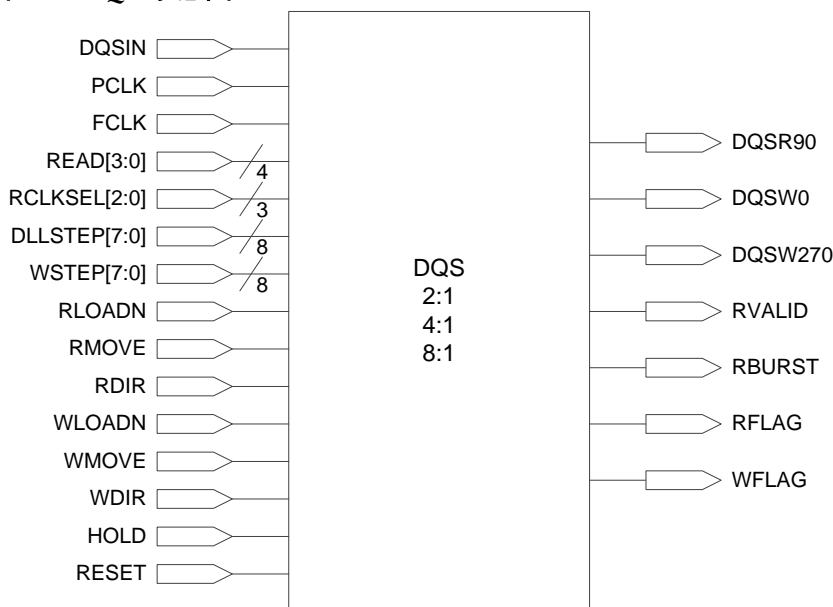 DQSIN
PCLK
FCLK
READ[3:0]
4
RCLKSEL[2:0]
3
DLLSTEP[7:0]
8
WSTEP[7:0]
8
RLOADN
RMOVE
RDIR
WLOADN
WMOVE
WDIR
HOLD
RESET
DQS
2:1
4:1
8:1
DQSR90
DQSW0
DQSW270
RVALID
RBURST
RFLAG
WFLAG